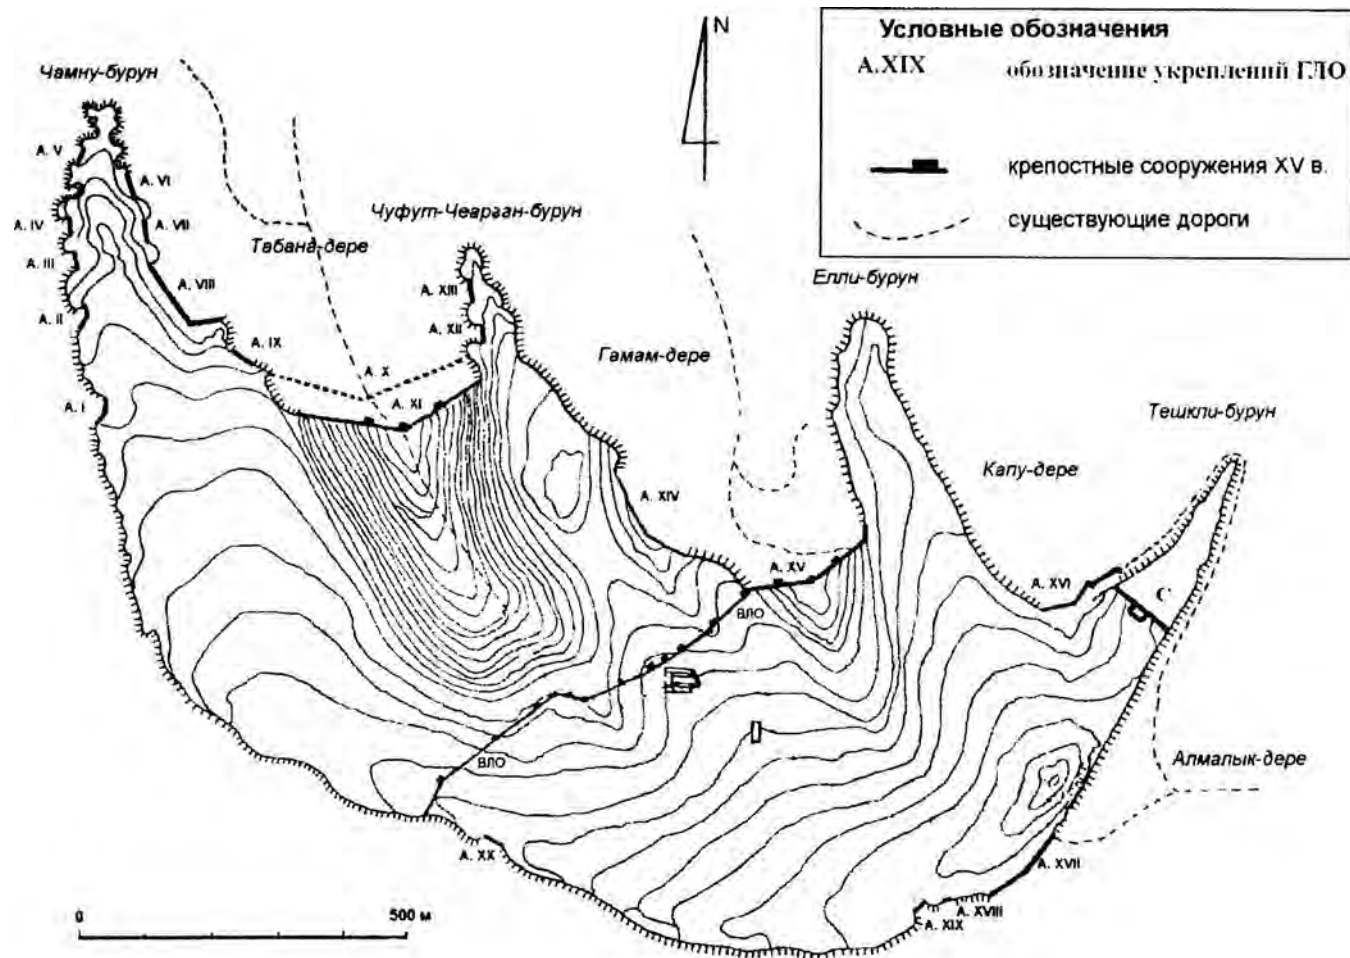 Условные обозначения
А.XIX обозначение укреплений ГЛО
крепостные сооружения XV в.
существующие дороги
N
Чамну-бурун
Табана-дере
Чуфут-Чеарган-бурун
Гамам-дере
Елли-бурун
Капу-дере
Тешкли-бурун
Алмалык-дере
А. V
А. VI
А. IV
А. VII
А. III
А. VIII
А. II
А. IX
А. I
А. X
А. XI
А. XIII
А. XII
А. XIV
А. XV
ВЛО
А. XVI
С
ВЛО
А. XX
А. XVII
А. XVIII
А. XIX
0 500 м